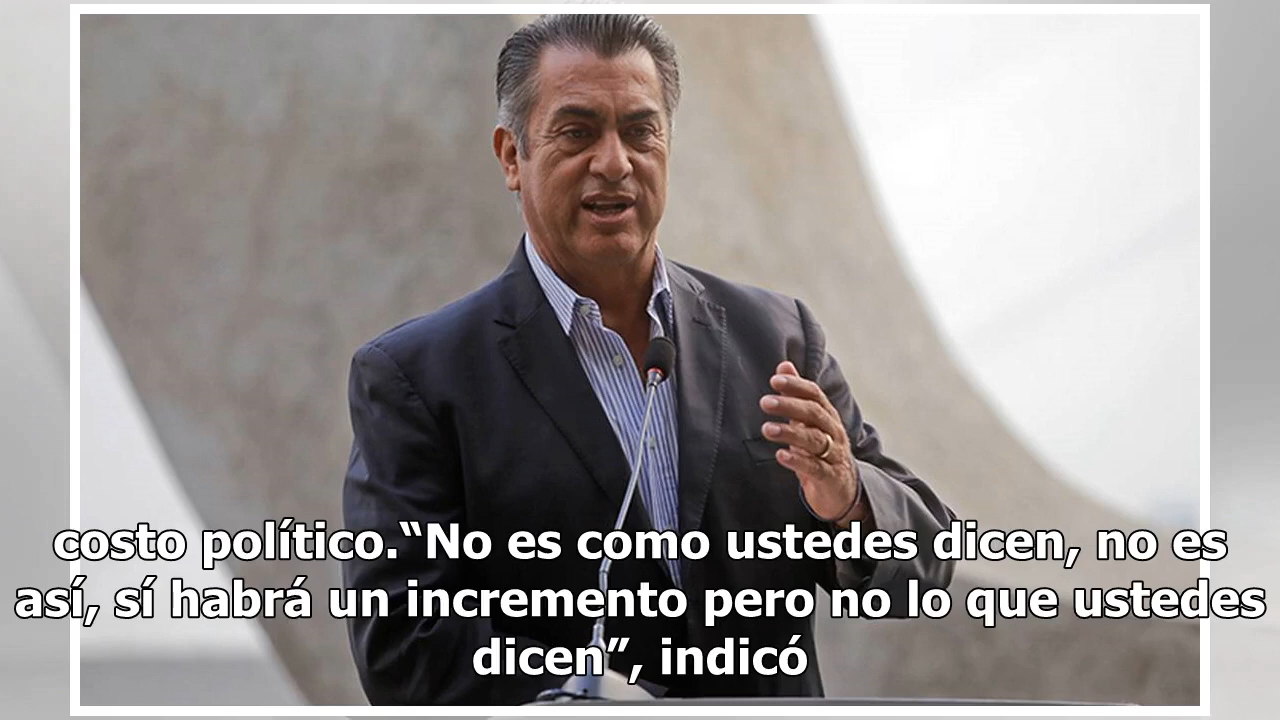 costo político.“No es como ustedes dicen, no es
así, sí habrá un incremento pero no lo que ustedes
dicen”, indicó